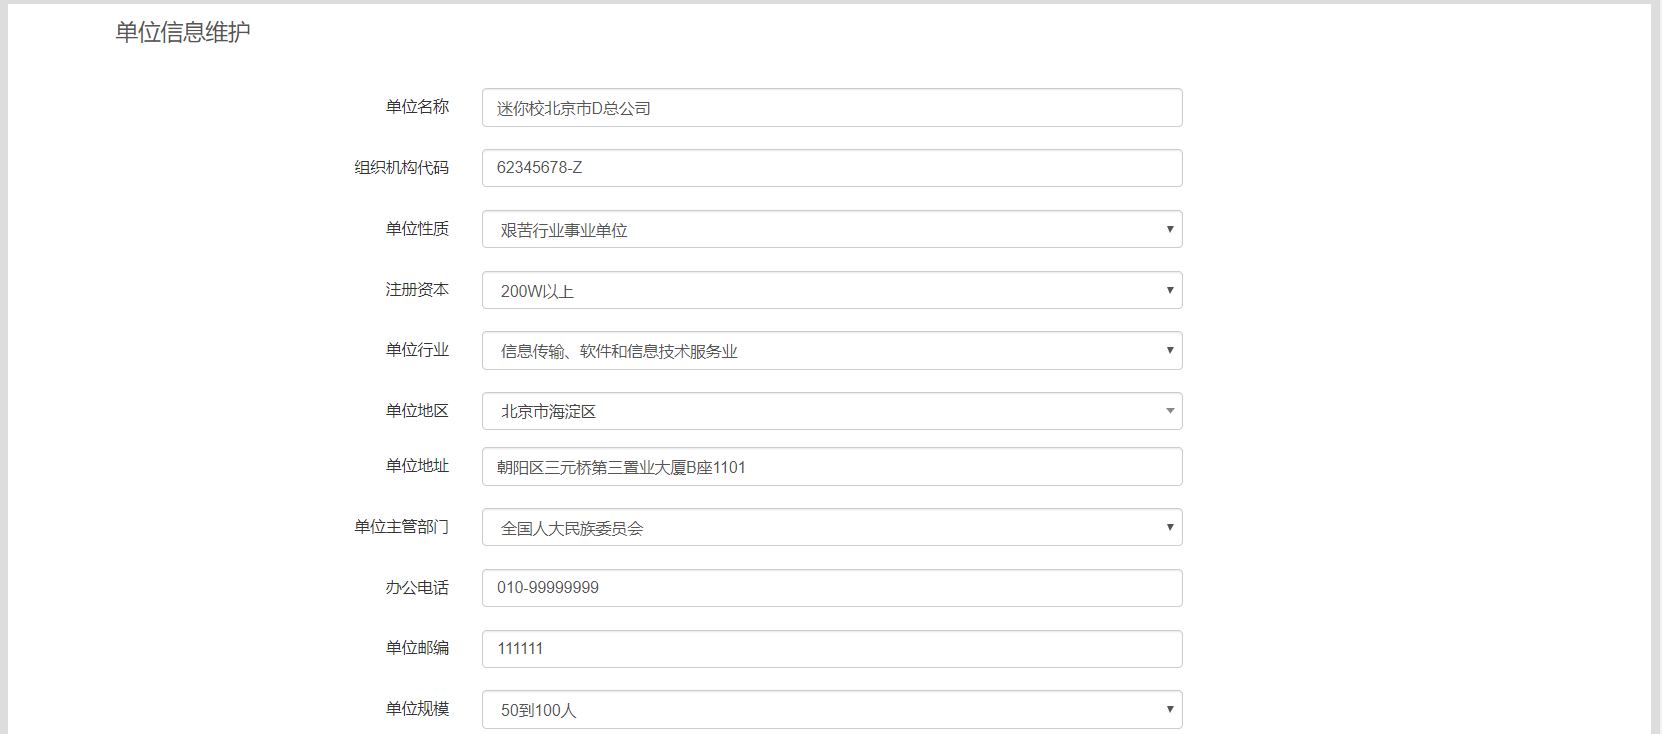 单位信息维护
单位名称 迷你校北京市D总公司
组织机构代码 62345678-Z
单位性质 艰苦行业事业单位
注册资本 200W以上
单位行业 信息传输、软件和信息技术服务业
单位地区 北京市海淀区
单位地址 朝阳区三元桥第三置业大厦B座1101
单位主管部门 全国人大民族委员会
办公电话 010-99999999
单位邮编 111111
单位规模 50到100人